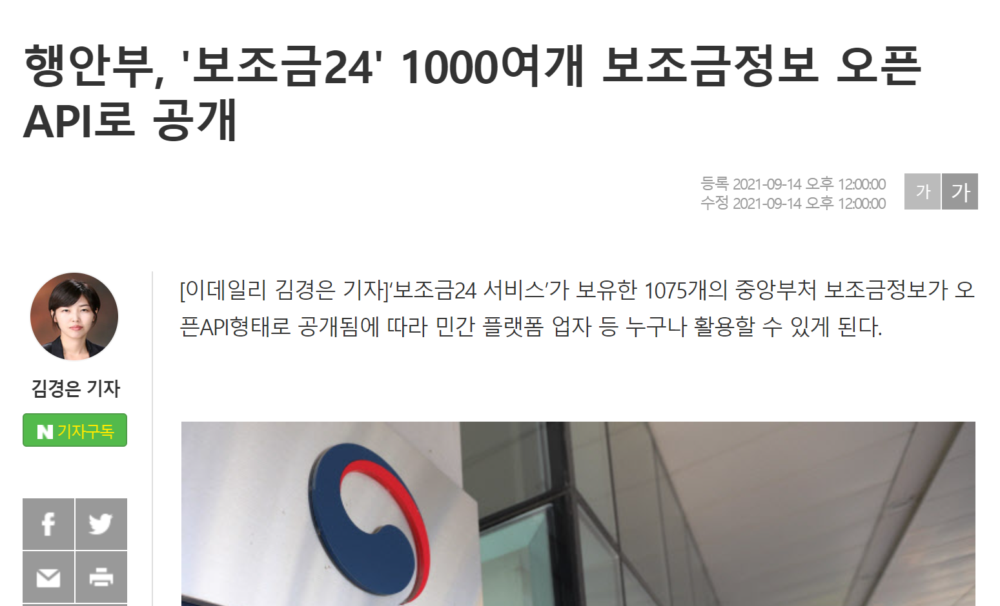 행안부, '보조금24' 1000여개 보조금정보 오픈
API로 공개
등록 2021-09-14 오후 12:00:00
수정 2021-09-14 오후 12:00:00
가 가
[이데일리 김경은 기자]‘보조금24 서비스’가 보유한 1075개의 중앙부처 보조금정보가 오
픈API형태로 공개됨에 따라 민간 플랫폼 업자 등 누구나 활용할 수 있게 된다.
김경은 기자
N 기자구독